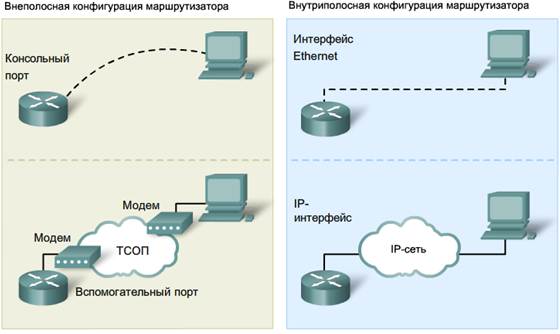 Внеполосная конфигурация маршрутизатора
Консольный
порт
Модем
Модем
ТСОП
Вспомогательный порт
Внутриполосная конфигурация маршрутизатора
Интерфейс
Ethernet
IP-
интерфейс
IP-сеть